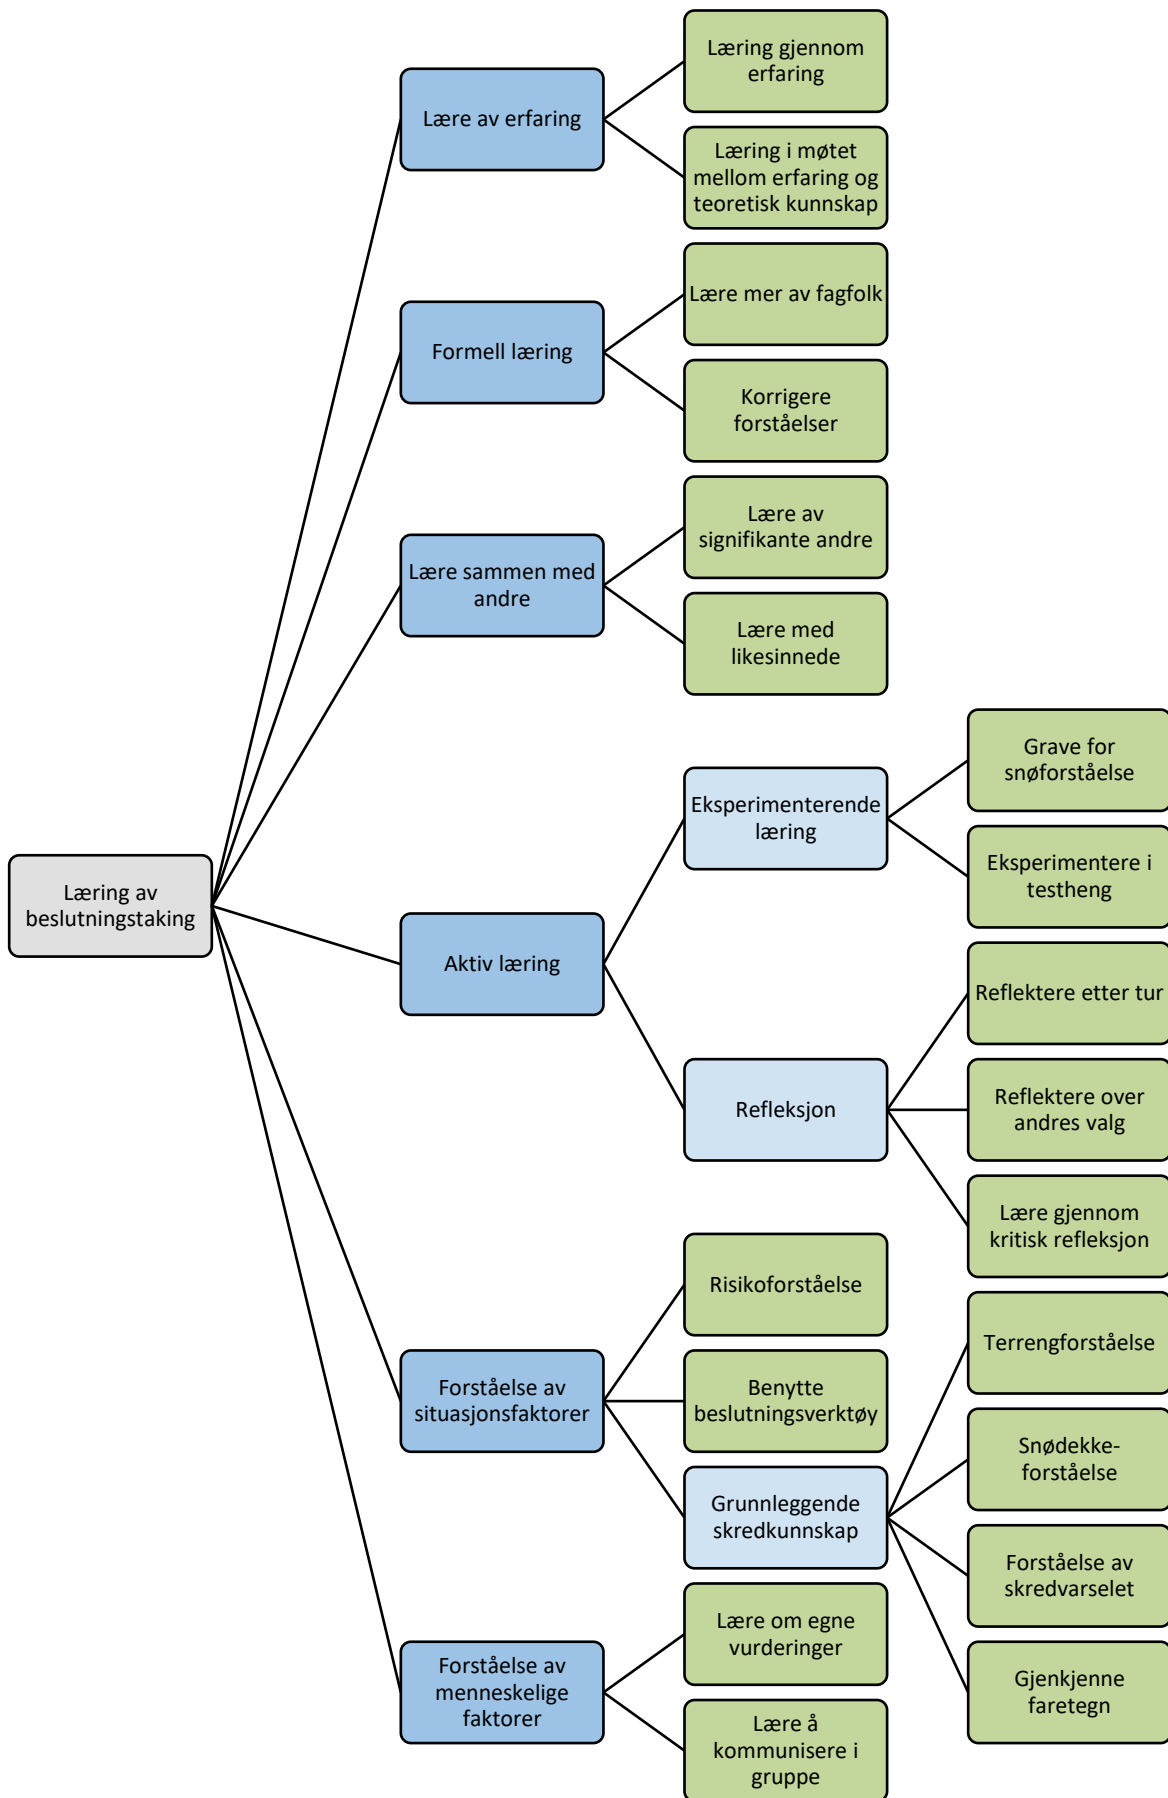 Læring av
beslutningstaking
Lære av erfaring
Læring gjennom
erfaring
Læring i møtet
mellom erfaring og
teoretisk kunnskap
Formell læring
Lære mer av fagfolk
Korrigere
forståelser
Lære sammen med
andre
Lære av
signifikante andre
Lære med
likesinnede
Aktiv læring
Eksperimenterende
læring
Grave for
snøforståelse
Eksperimentere i
testheng
Refleksjon
Reflektere etter tur
Reflektere over
andres valg
Lære gjennom
kritisk refleksjon
Forståelse av
situasjonsfaktorer
Risikoforståelse
Benytte
beslutningsverktøy
Grunnleggende
skredkunnskap
Terrengforståelse
Snødekke-
forståelse
Forståelse av
skredvarselet
Gjenkjenne
faretegn
Forståelse av
menneskelige
faktorer
Lære om egne
vurderinger
Lære å
kommunisere i
gruppe